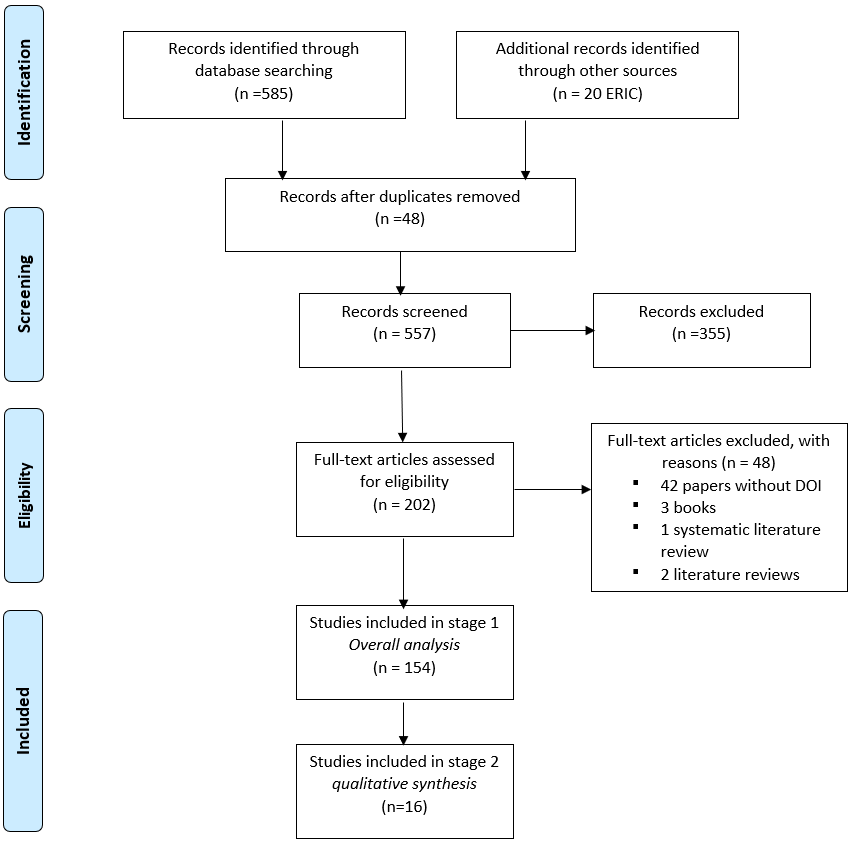 Identification
Records identified through
database searching
(n =585)
Additional records identified
through other sources
(n = 20 ERIC)
Records after duplicates removed
(n =48)
Screening
Records screened
(n = 557)
Records excluded
(n =355)
Eligibility
Full-text articles assessed
for eligibility
(n = 202)
Full-text articles excluded, with
reasons (n = 48)
▪ 42 papers without DOI
▪ 3 books
▪ 1 systematic literature
review
▪ 2 literature reviews
Included
Studies included in stage 1
Overall analysis
(n = 154)
Studies included in stage 2
qualitative synthesis
(n=16)